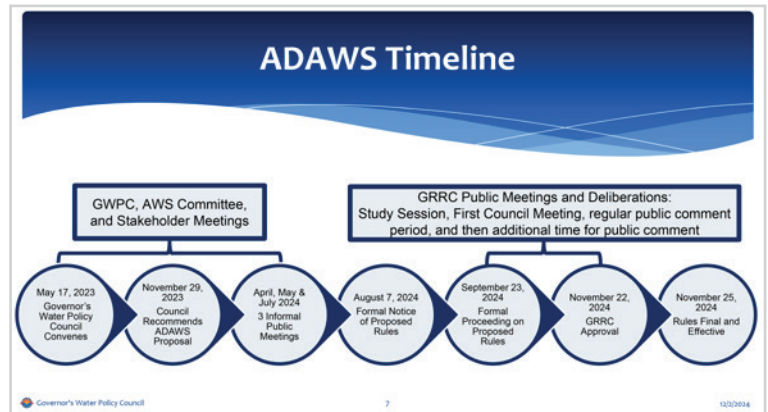 ADAWS Timeline
GWPC, AWS Committee,
and Stakeholder Meetings
GRRC Public Meetings and Deliberations:
Study Session, First Council Meeting, regular public comment
period, and then additional time for public comment
May 17, 2023
Governor's
Water Policy
Council
Convenes
November 29,
2023
Council
Recommends
ADAWS
Proposal
April, May &
July 2024
3 Informal
Public
Meetings
August 7, 2024
Formal Notice
of Proposed
Rules
September 23,
2024
Formal
Proceeding on
Proposed
Rules
November 22,
2024
GRRC
Approval
November 25,
2024
Rules Final and
Effective
Governor's Water Policy Council
7
12/2/2024